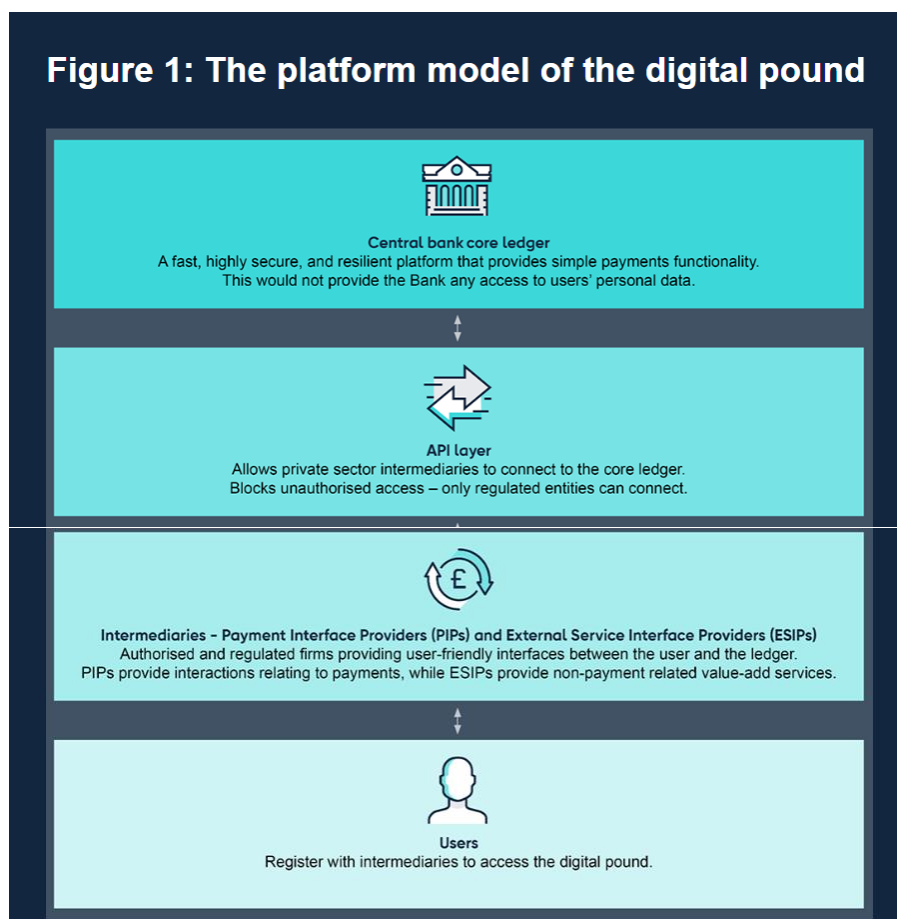 Figure 1: The platform model of the digital pound
Central bank core ledger
A fast, highly secure, and resilient platform that provides simple payments functionality.
This would not provide the Bank any access to users’ personal data.
API layer
Allows private sector intermediaries to connect to the core ledger.
Blocks unauthorised access – only regulated entities can connect.
£
Intermediaries - Payment Interface Providers (PIPs) and External Service Interface Providers (ESIPs)
Authorised and regulated firms providing user-friendly interfaces between the user and the ledger.
PIPs provide interactions relating to payments, while ESIPs provide non-payment related value-add services.
Users
Register with intermediaries to access the digital pound.